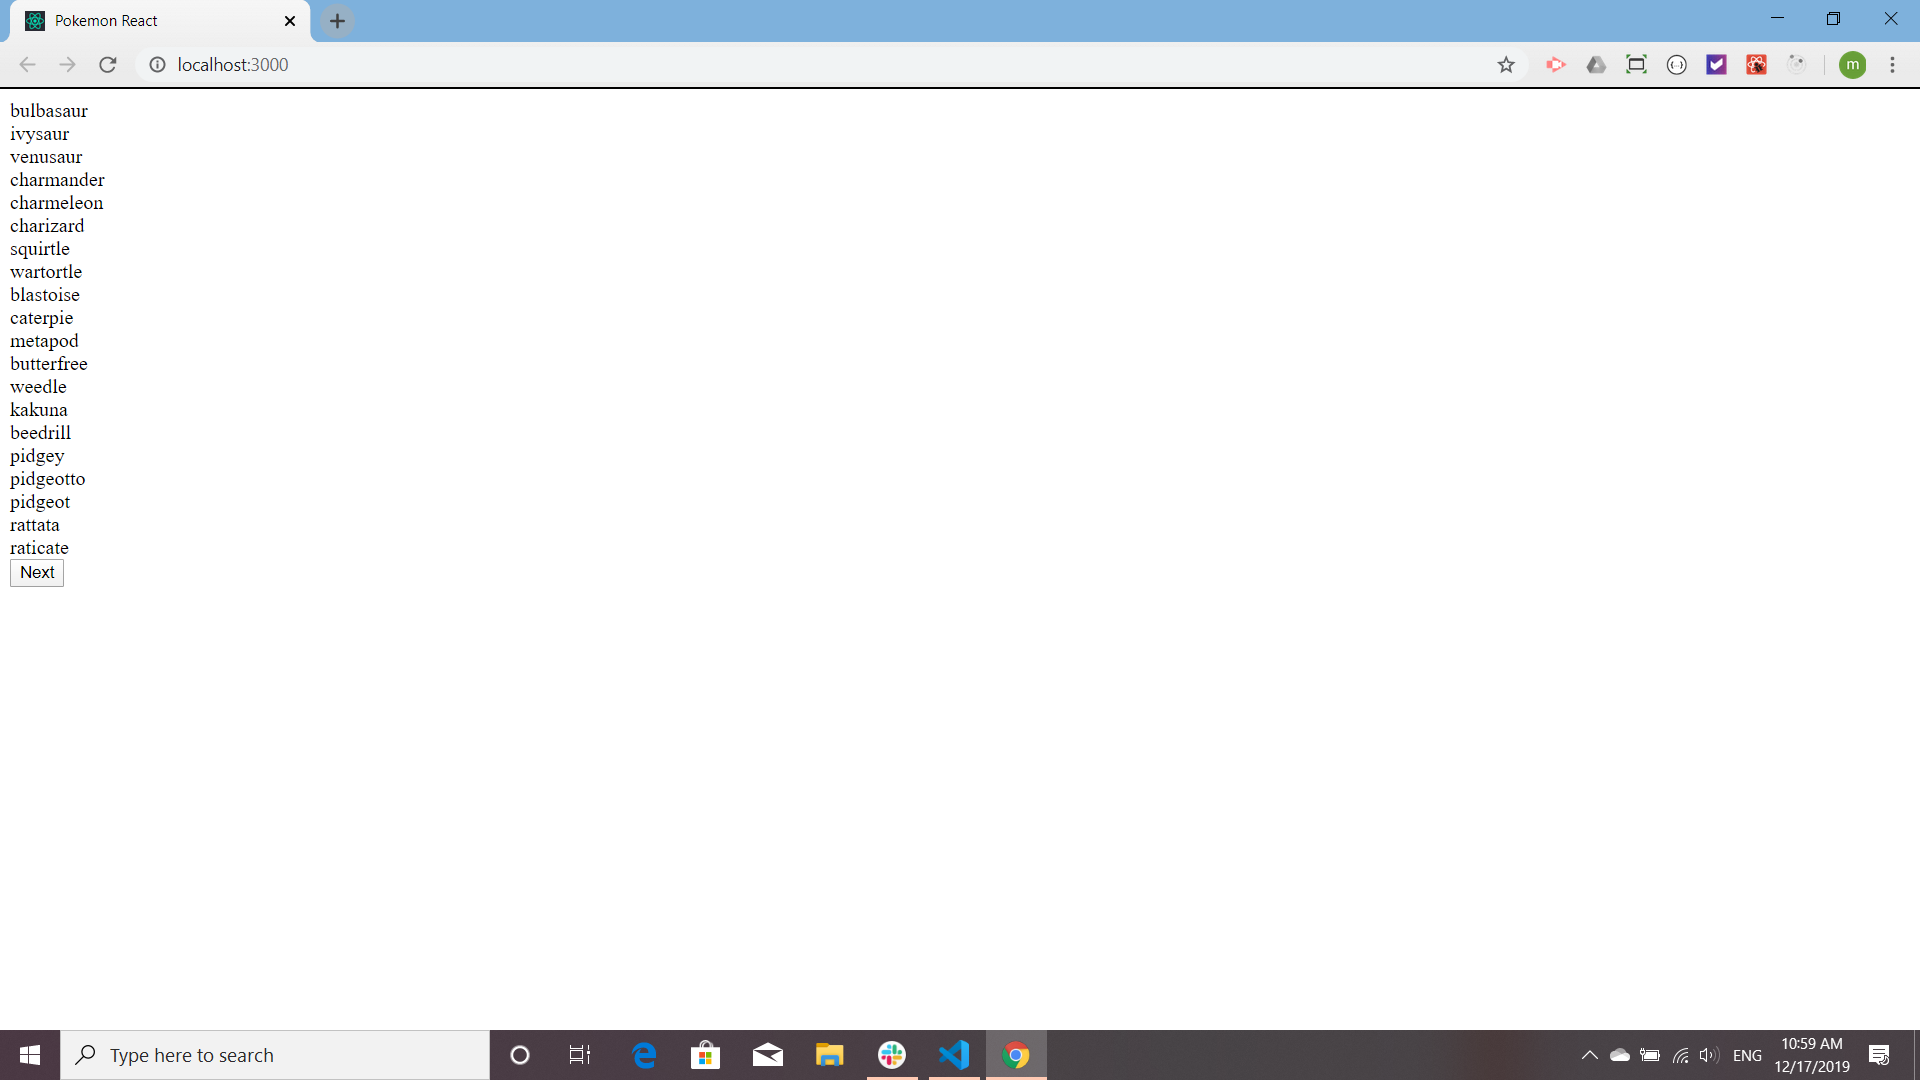 Pokemon React
localhost:3000
m
bulbasaur
ivysaur
venusaur
charmander
charmeleon
charizard
squirtle
wartortle
blastoise
caterpie
metapod
butterfree
weedle
kakuna
beedrill
pidgey
pidgeotto
pidgeot
rattata
raticate
Next
Type here to search
ENG
10:59 AM
12/17/2019